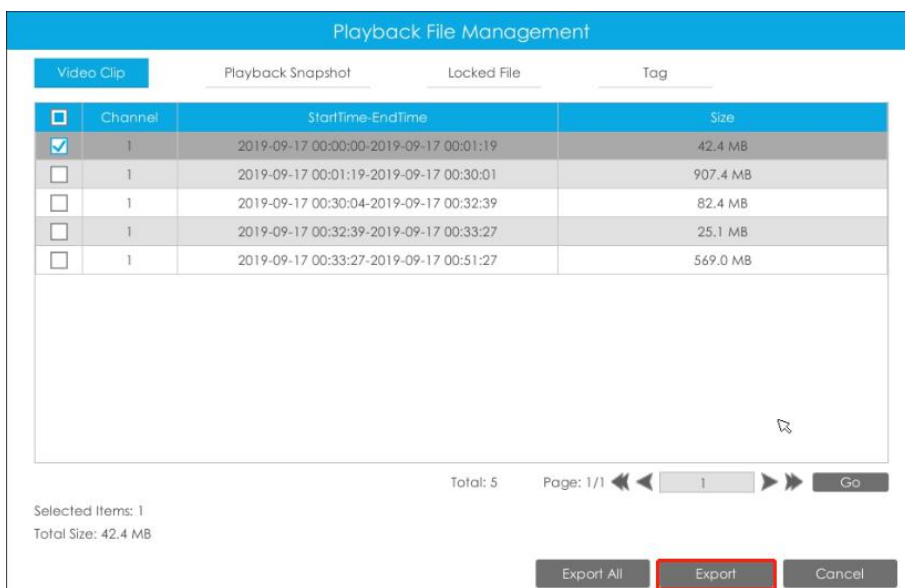 Playback File Management
Video Clip Playback Snapshot Locked File Tag
Channel StartTime-EndTime Size
1 2019-09-17 00:00:00-2019-09-17 00:01:19 42.4 MB
1 2019-09-17 00:01:19-2019-09-17 00:30:01 907.4 MB
1 2019-09-17 00:30:04-2019-09-17 00:32:39 82.4 MB
1 2019-09-17 00:32:39-2019-09-17 00:33:27 25.1 MB
1 2019-09-17 00:33:27-2019-09-17 00:51:27 569.0 MB
Total: 5 Page: 1/1 1 Go
Selected Items: 1
Total Size: 42.4 MB
Export All Export Cancel